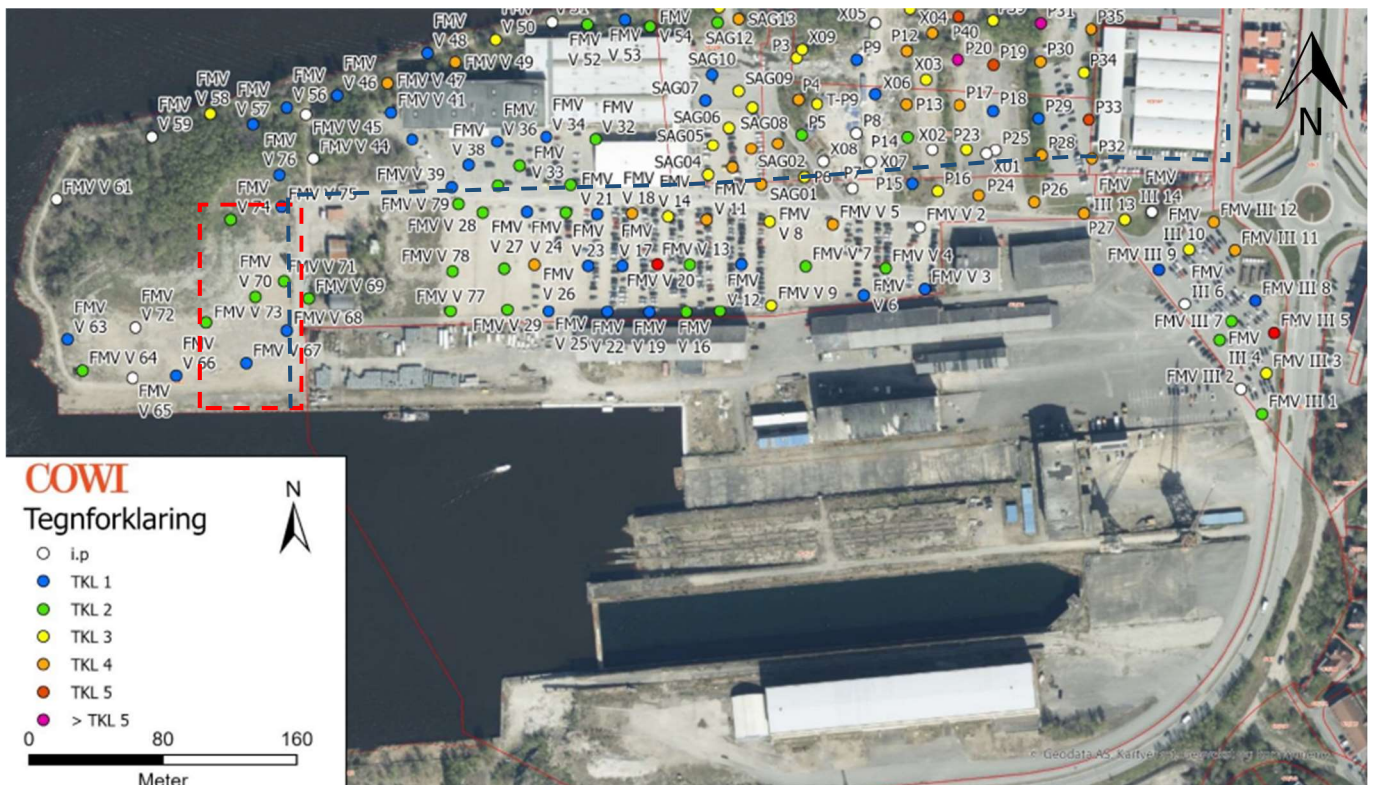 V 51
FMV
V 50
FMV
V 48
FMV
V 52
FMV
V 53
FMV
V 54
SAG13
SAG12
X05
X04
P35
P31
P40
P12
P3
X09
P9
P20
P19
P30
P34
FMV V 49
FMV
V 46
FMV V 47
FMV V 41
SAG10
SAG09
SAG07
SAG06
SAG08
SAG05
SAG04
SAG02
SAG01
P4
T-P9
P5
X06
X03
P13
P17
P18
P29
P33
P8
X08
P14
X07
X02
P23
P25
X01
P28
P32
P6
P7
P15
P16
P24
P26
P27
FMV
V 58
FMV
V 59
FMV
V 57
FMV
V 56
FMV V 45
FMV V 44
FMV
V 76
FMV
V 36
FMV
V 34
FMV
V 32
FMV
V 38
FMV
V 33
FMV V 39
FMV V 61
FMV V 75
FMV
V 74
FMV V 79
FMV
V 28
FMV
V 27
FMV
V 24
FMV
V 21
FMV
V 23
FMV
V 18
FMV
V 17
FMV
V 14
FMV
V 11
FMV V 13
FMV
V 8
FMV V 5
FMV V 2
FMV V 7
FMV V 4
FMV V 3
FMV
V 6
FMV V 9
FMV
V 12
FMV
V 20
FMV
V 26
FMV
V 78
FMV
V 77
FMV V 29
FMV
V 25
FMV
V 22
FMV
V 19
FMV
V 16
FMV
V 70
FMV V 71
FMV
V 69
FMV V 73
FMV V 68
FMV V 67
FMV
V 72
FMV
V 63
FMV V 64
FMV
V 66
FMV
V 65
FMV
III 13
FMV
III 14
FMV
III 10
FMV III 12
FMV III 11
FMV III 9
FMV
III 6
FMV III 8
FMV III 7
FMV III 5
FMV
III 4
FMV III 3
FMV III 2
FMV III 1
N
COWI
Tegnforklaring
N
i.p
TKL 1
TKL 2
TKL 3
TKL 4
TKL 5
> TKL 5
0 80 160
Meter
© Geodata AS, Kartverket,